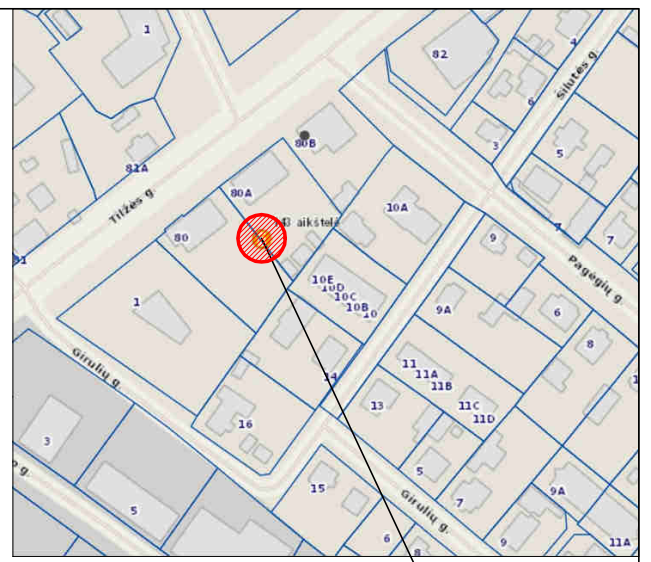 1
82
4
Šilutės g.
6
3
5
80B
81A
80A
Tilžės g.
10A
aikštelė
80
9
7
7
Pagėgių g.
1
10E
10D
10C
10B
10
9A
6
8
Girulių g.
11
11A
11B
14
13
11C
11D
16
3
5
15
5
7
9A
Girulių g.
6
8
9
11A